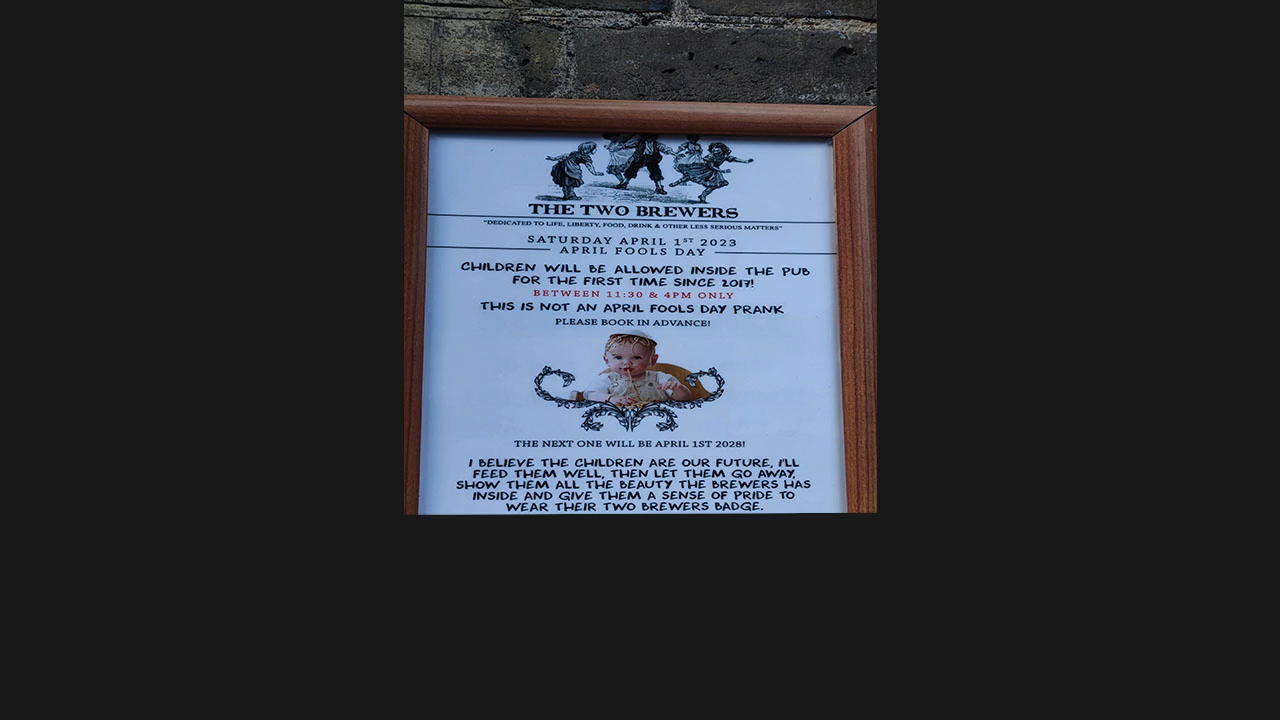 THE TWO BREWERS
"DEDICATED TO LIFE, LIBERTY, FOOD, DRINK & OTHER LESS SERIOUS MATTERS"
SATURDAY APRIL 1ST 2023
APRIL FOOLS DAY
CHILDREN WILL BE ALLOWED INSIDE THE PUB
FOR THE FIRST TIME SINCE 2017!
BETWEEN 11:30 & 4PM ONLY
THIS IS NOT AN APRIL FOOLS DAY PRANK
PLEASE BOOK IN ADVANCE!
THE NEXT ONE WILL BE APRIL 1ST 2028!
I BELIEVE THE CHILDREN ARE OUR FUTURE, I'LL
FEED THEM WELL, THEN LET THEM GO AWAY,
SHOW THEM ALL THE BEAUTY THE BREWERS HAS
INSIDE AND GIVE THEM A SENSE OF PRIDE TO
WEAR THEIR TWO BREWERS BADGE.